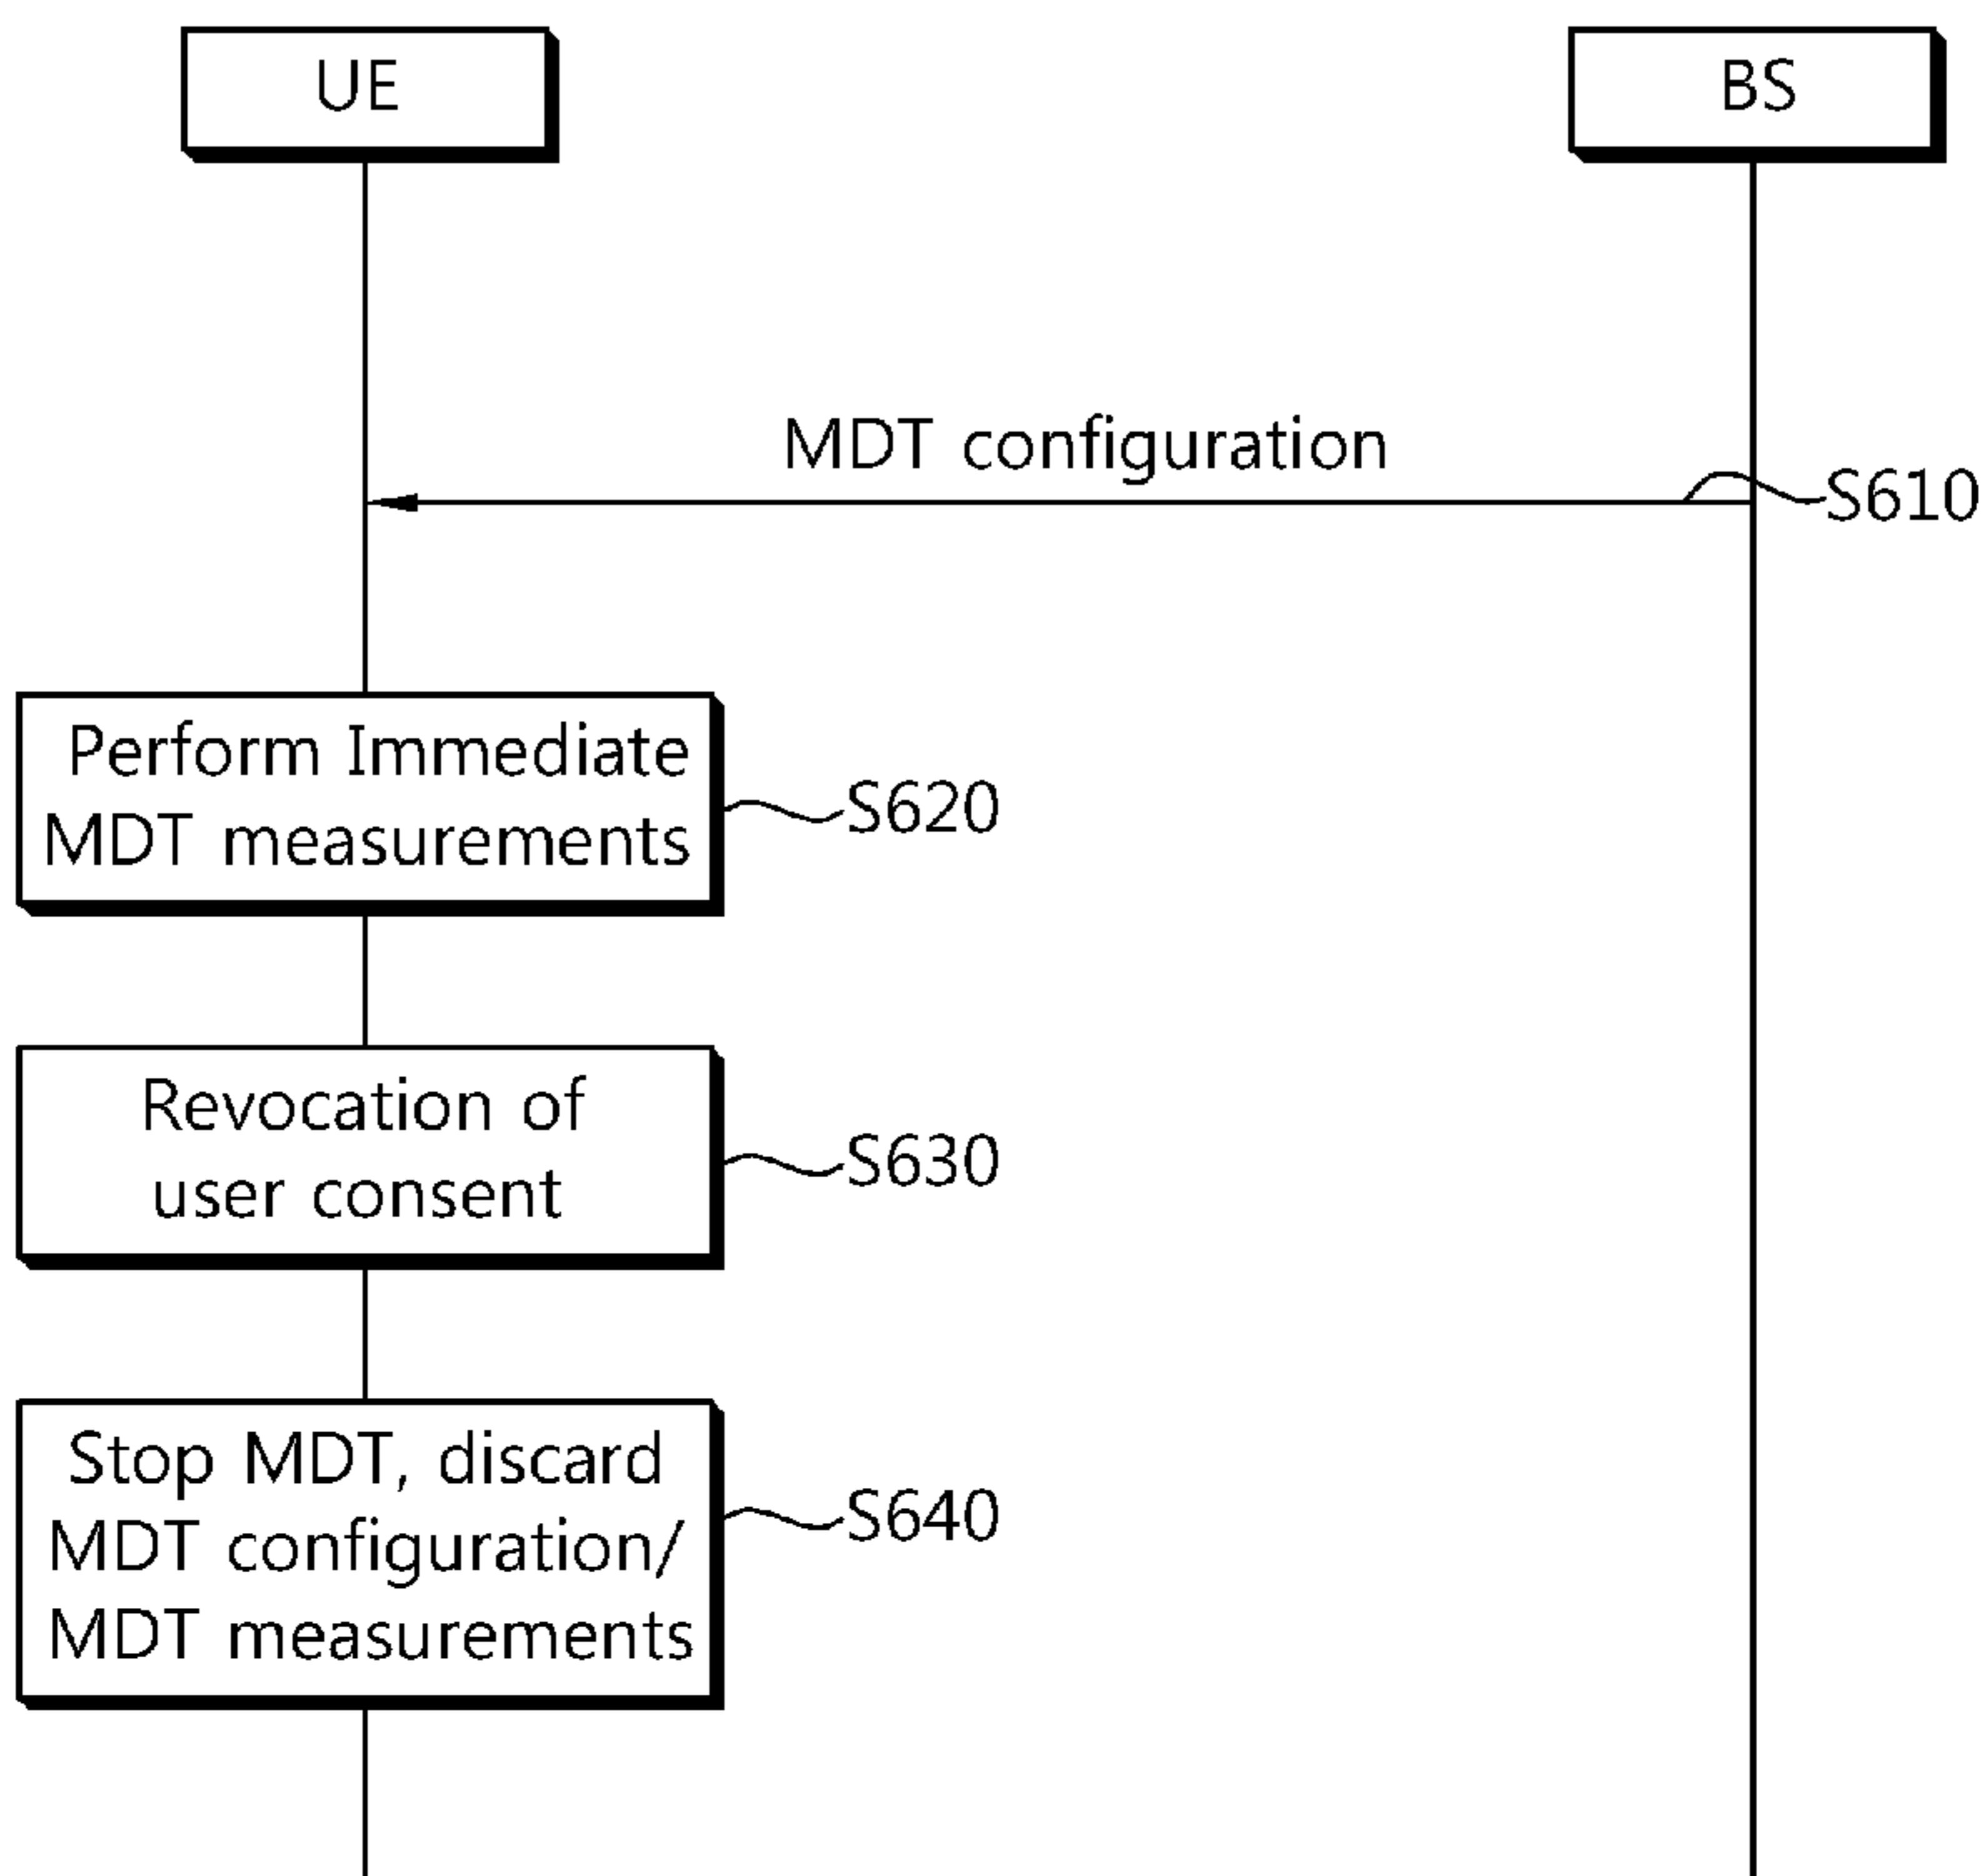 UE
BS
MDT configuration
S610
Perform Immediate
MDT measurements
S620
Revocation of
user consent
S630
Stop MDT, discard
MDT configuration/
MDT measurements
S640